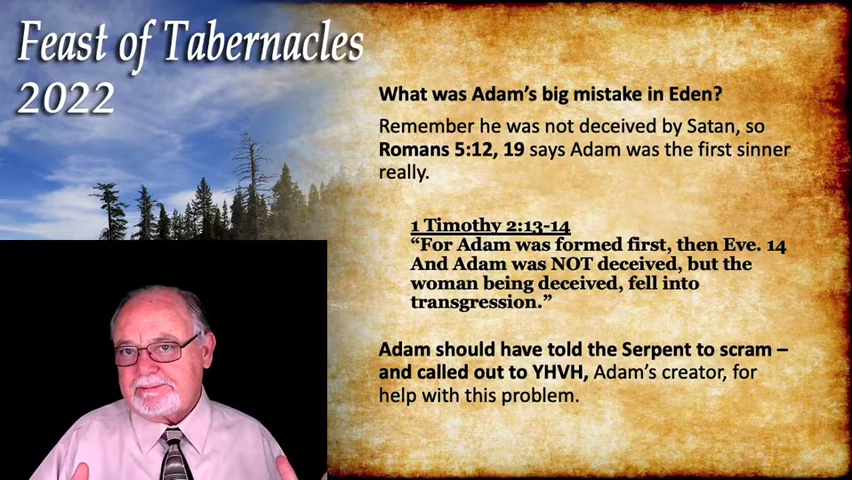 Feast of Tabernacles
2022
What was Adam's big mistake in Eden?
Remember he was not deceived by Satan, so
Romans 5:12, 19 says Adam was the first sinner
really.
1 Timothy 2:13-14
“For Adam was formed first, then Eve. 14
And Adam was NOT deceived, but the
woman being deceived, fell into
transgression.”
Adam should have told the Serpent to scram –
and called out to YHVH, Adam's creator, for
help with this problem.